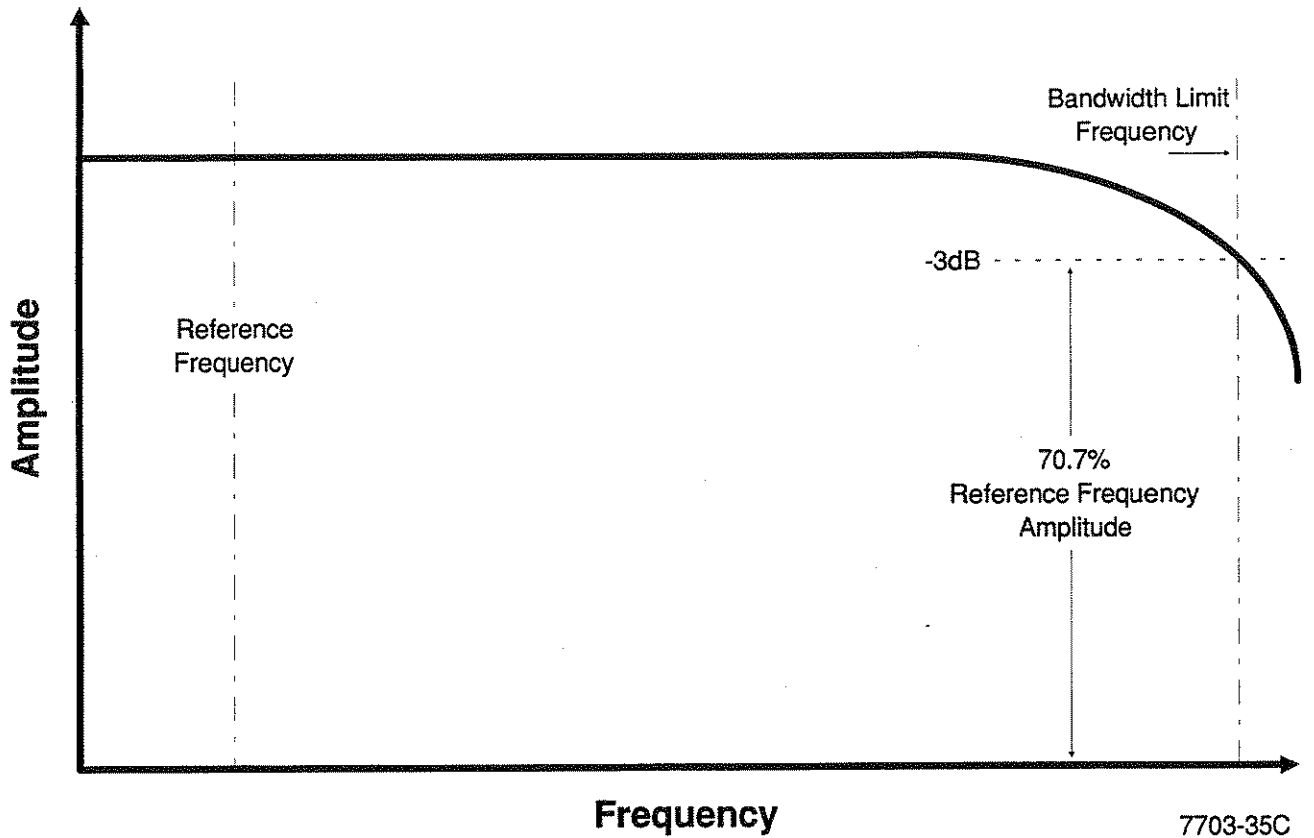 Bandwidth Limit
Frequency
-3dB
Reference
Frequency
Amplitude
70.7%
Reference Frequency
Amplitude
Frequency
7703-35C